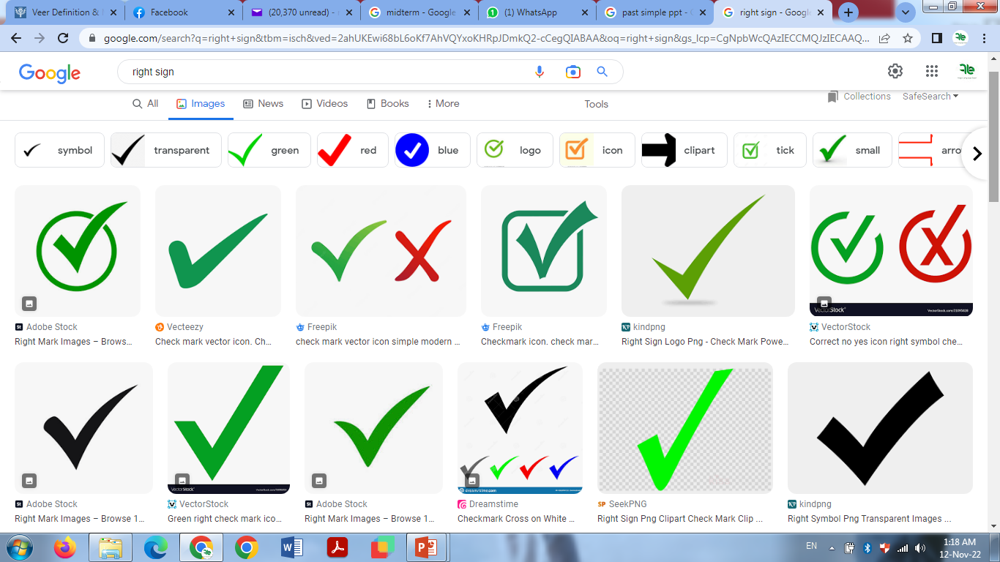 Veer Definition & M
Facebook
(20,370 unread) -
midterm - Google
(1) WhatsApp
past simple ppt - G
right sign - Google
google.com/search?q=right+sign&tbm=isch&ved=2ahUKEwi68bL6oKf7AhVQYxoKHRpJDmkQ2-cCegQIABAA&oq=right+sign&gs_lcp=CgNpbWcQAzIECCMQJzIECAAQ...
Google
right sign
All
Images
News
Videos
Books
More
Tools
Collections
SafeSearch
symbol
transparent
green
red
blue
logo
icon
clipart
tick
small
arro
VectorStock
VectorStock.com/31095828
Adobe Stock
Vecteezy
Freepik
Freepik
kindpng
VectorStock
Right Mark Images – Brows...
Check mark vector icon. Ch...
check mark vector icon simple modern ...
Checkmark icon. check mar...
Right Sign Logo Png - Check Mark Powe...
Correct no yes icon right symbol che...
VectorStock
dreamstime.com
Adobe Stock
VectorStock
Adobe Stock
Dreamstime
SeekPNG
kindpng
Right Mark Images – Browse 1...
Green right check mark ico...
Right Mark Images – Browse 1...
Checkmark Cross on White ...
Right Sign Png Clipart Check Mark Clip ...
Right Symbol Png Transparent Images ...
EN
1:18 AM
12-Nov-22